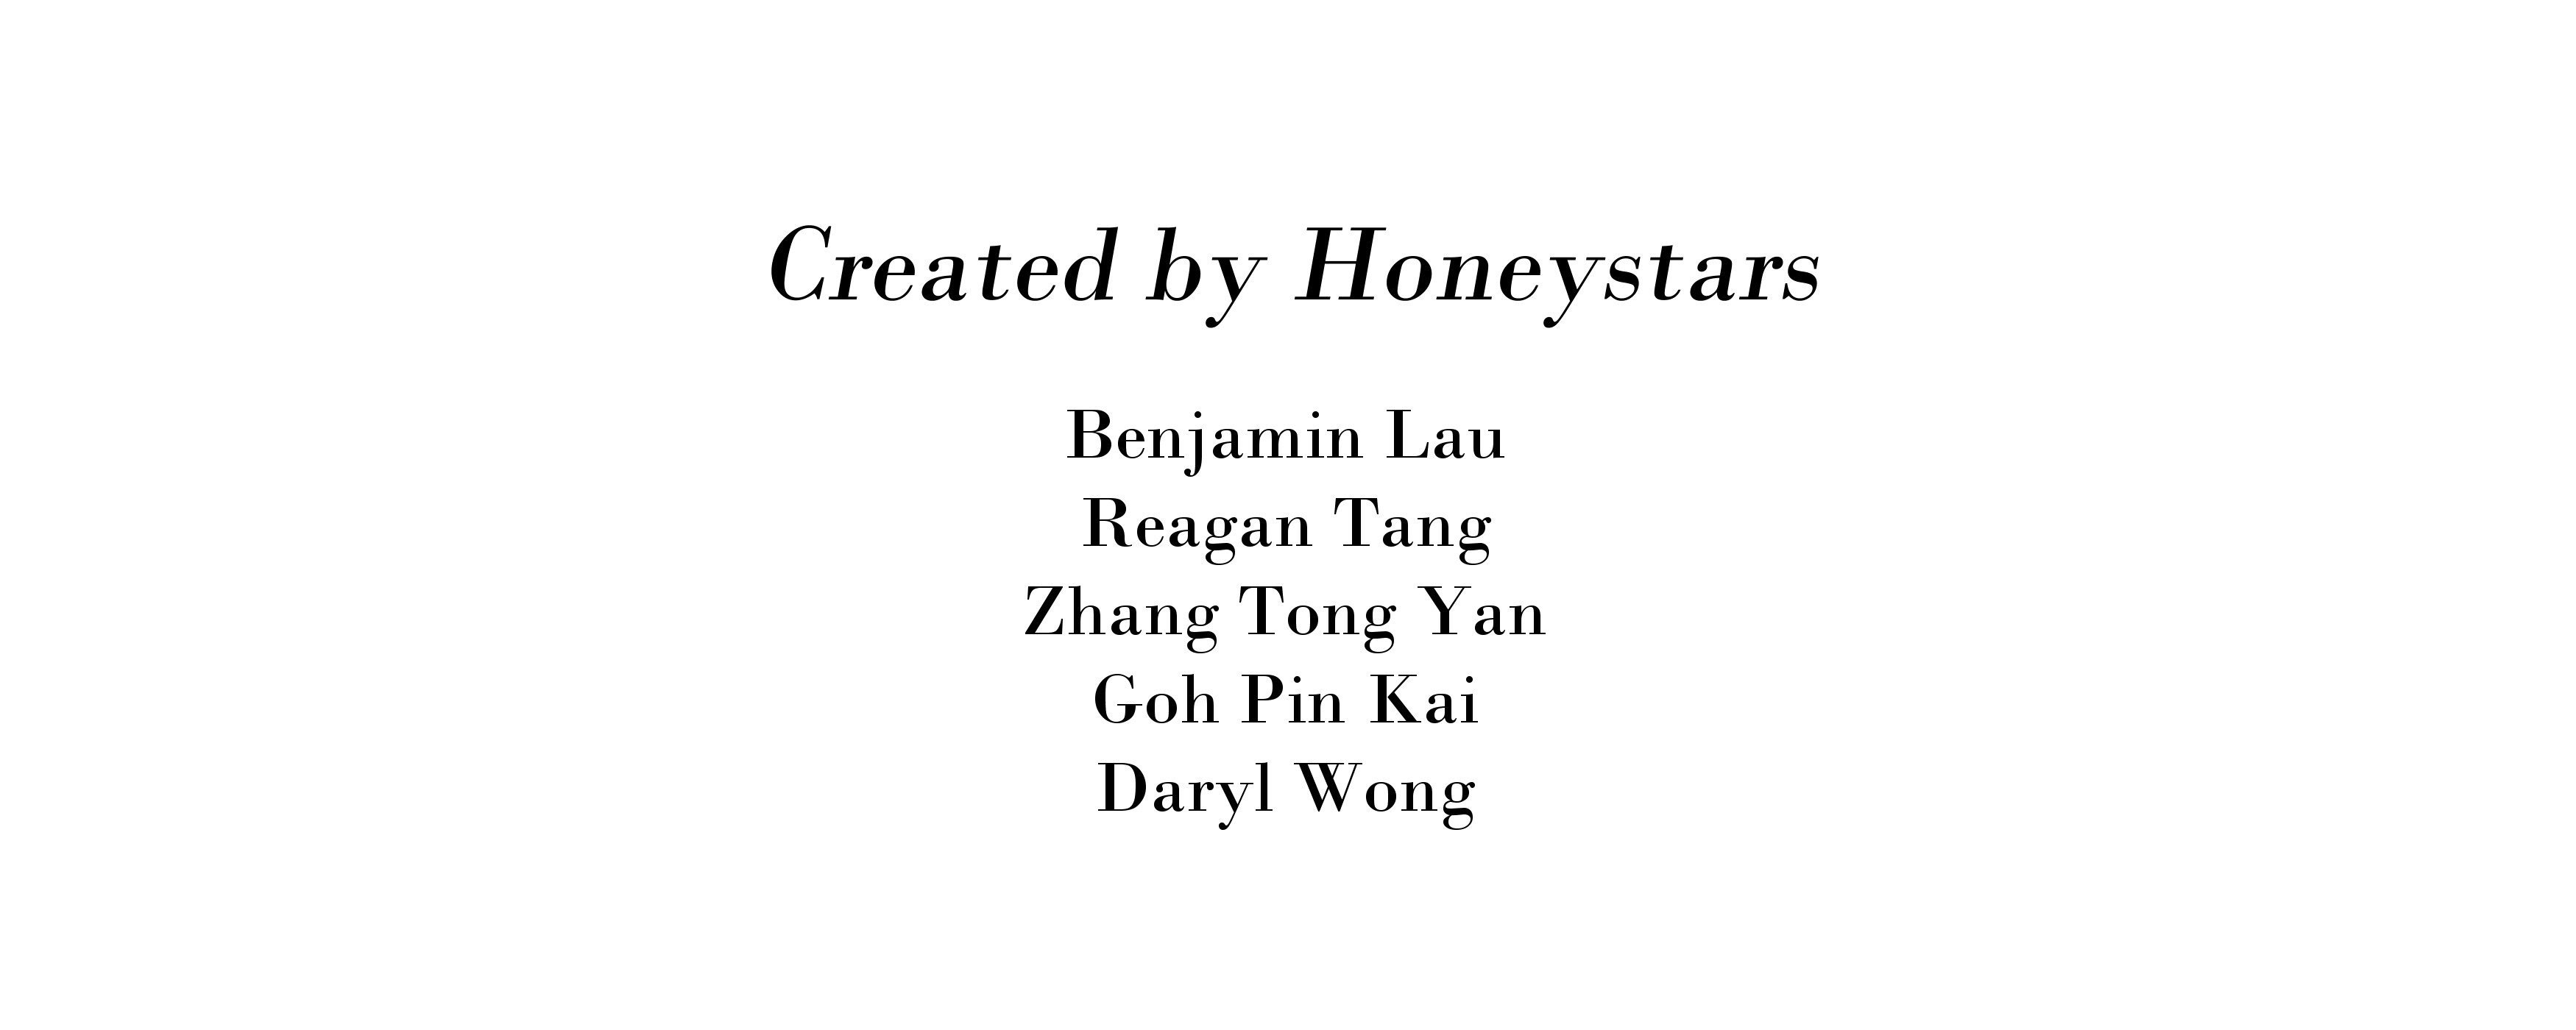 Created by Honeystars
Benjamin Lau
Reagan Tang
Zhang Tong Yan
Goh Pin Kai
Daryl Wong